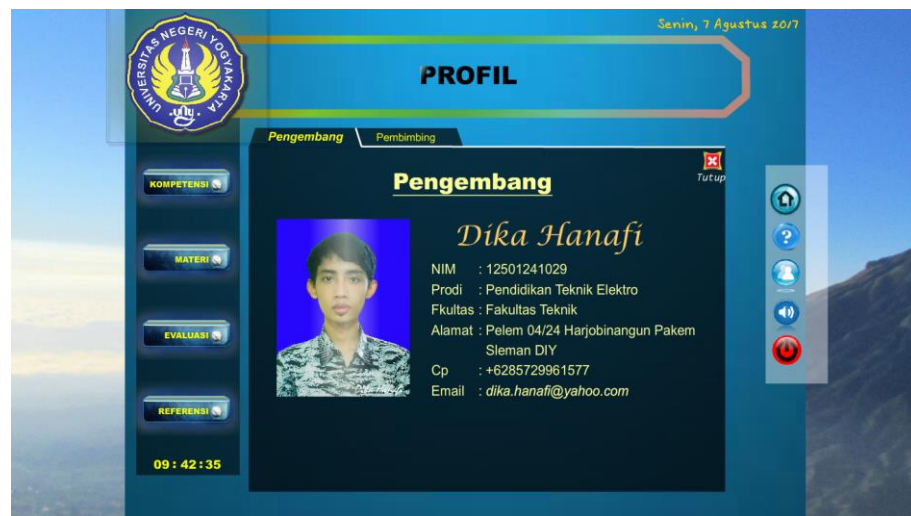 Senin, 7 Agustus 2017
UNIVERSITAS NEGERI YOGYAKARTA
PROFIL
Pengembang
Pembimbing
Tutup
Pengembang
KOMPETENSI
MATERI
EVALUASI
REFERENSI
09 : 42 : 35
Dika Hanafi
NIM : 12501241029
Prodi : Pendidikan Teknik Elektro
Fkultas : Fakultas Teknik
Alamat : Pelem 04/24 Harjobinangun Pakem
Sleman DIY
Cp : +6285729961577
Email : dika.hanafi@yahoo.com